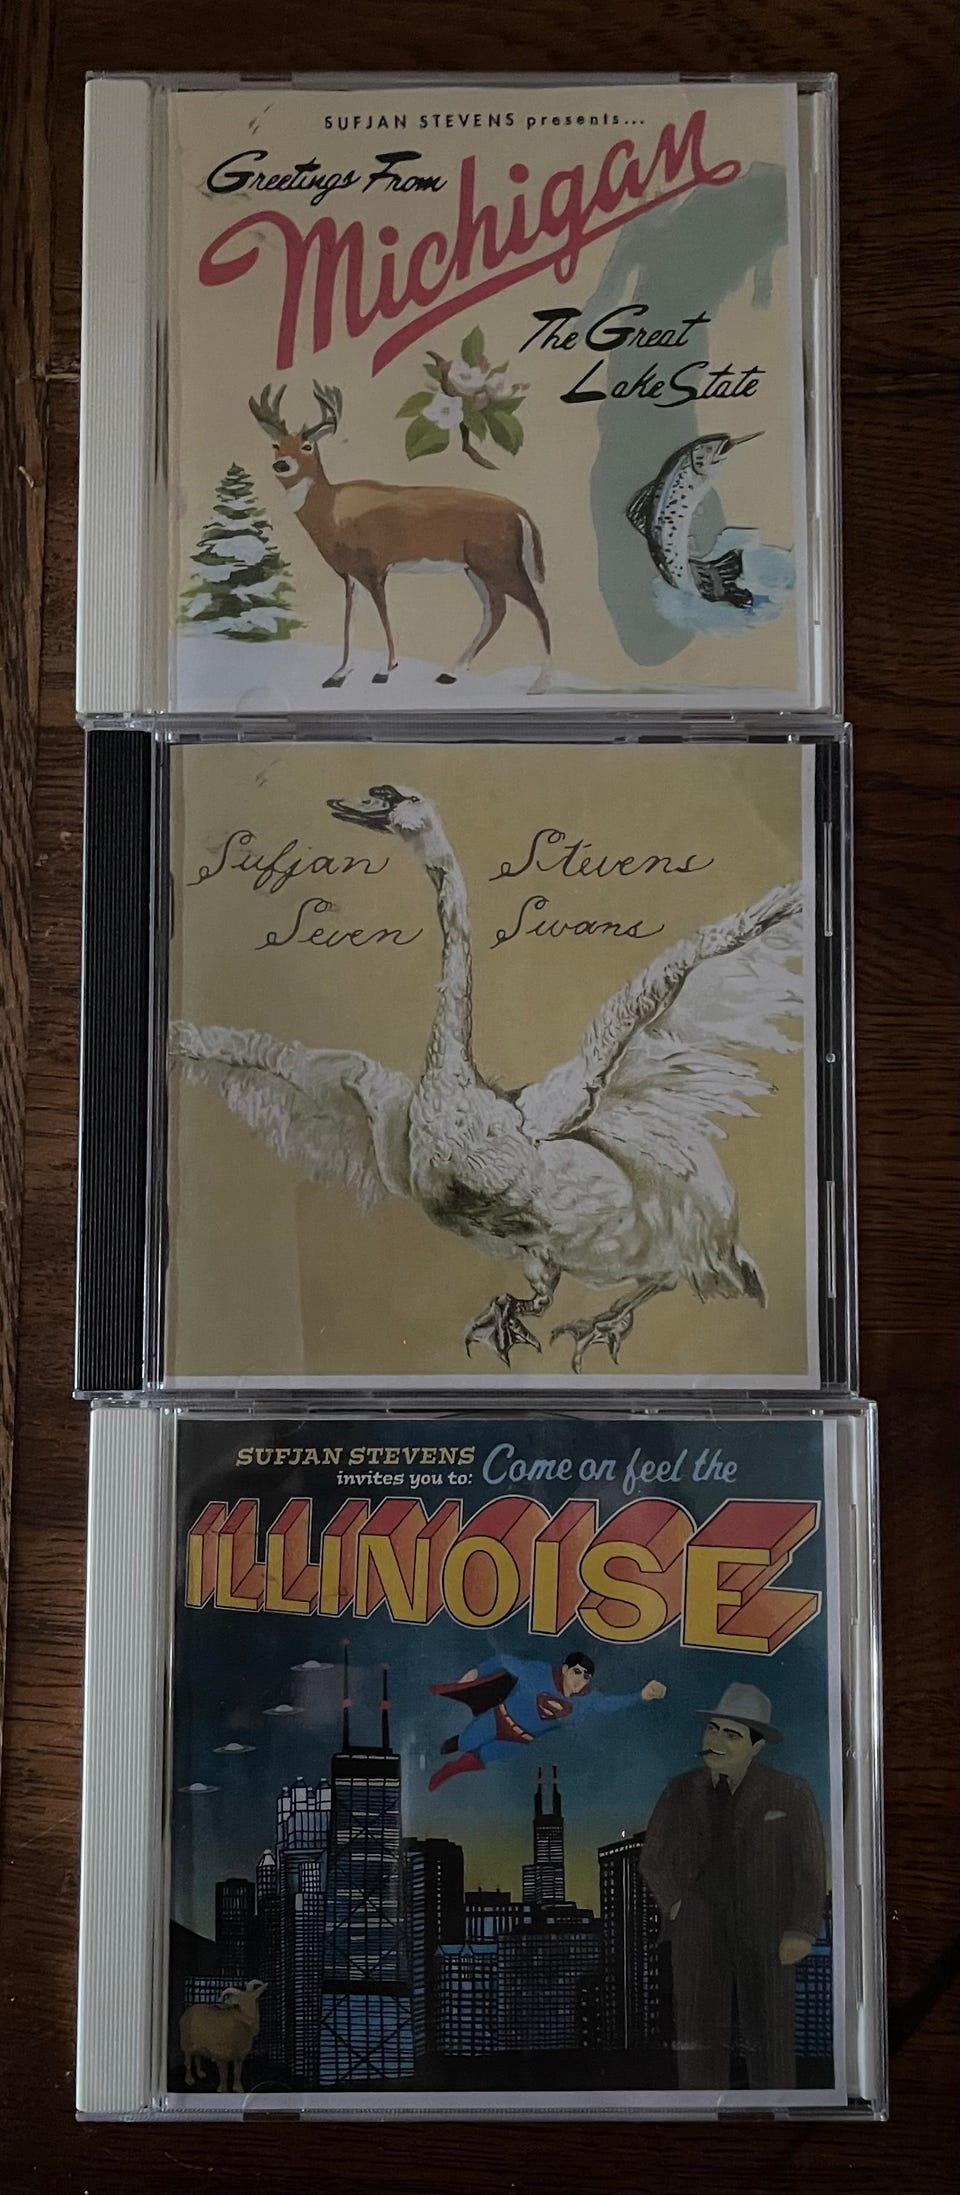 SUFJAN STEVENS presents...
Greetings From
Michigan
The Great
Lake State
Sufjan Stevens
Seven Swans
SUFJAN STEVENS
invites you to: Come on feel the
ILLINOISE
S